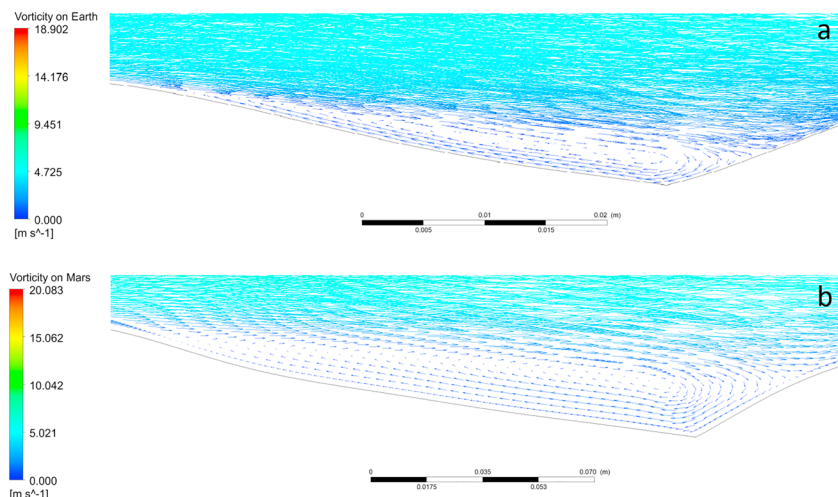 Vorticity on Earth
18.902
14.176
9.451
4.725
0.000
[m s^-1]
a
0 0.01 0.02 (m)
0.005 0.015
Vorticity on Mars
20.083
15.062
10.042
5.021
0.000
[m s^-1]
b
0 0.035 0.070 (m)
0.0175 0.053